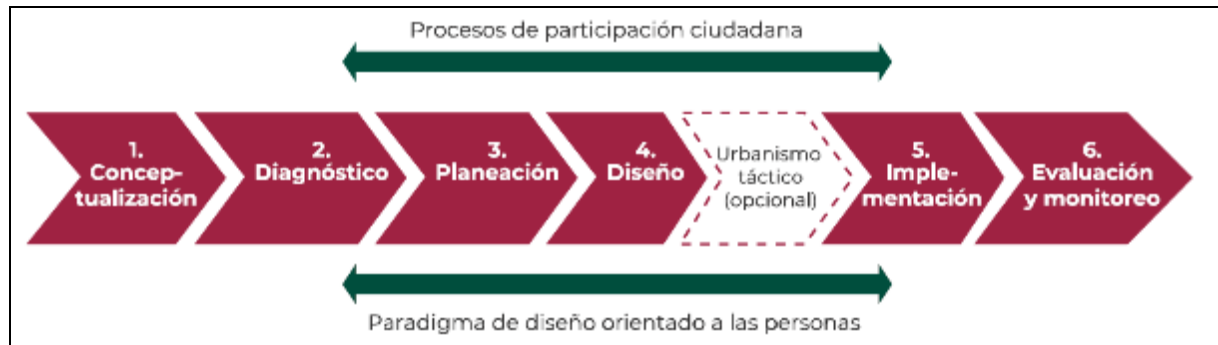 Procesos de participación ciudadana
1.
Concep-
tualización
2.
Diagnóstico
3.
Planeación
4.
Diseño
Urbanismo
táctico
(opcional)
5.
Imple-
mentación
6.
Evaluación
y monitoreo
Paradigma de diseño orientado a las personas